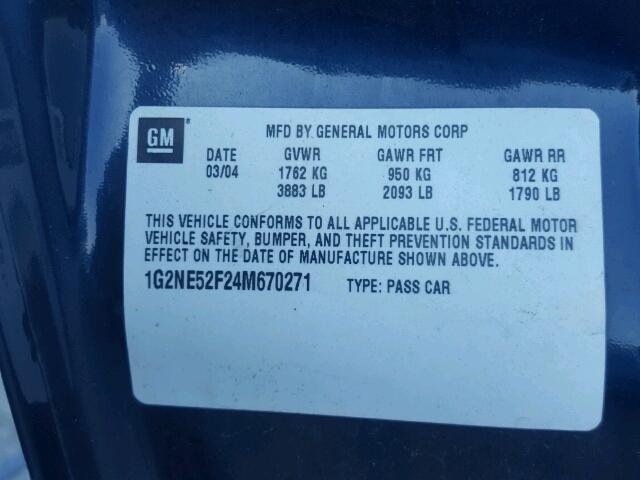 GM
MFD BY GENERAL MOTORS CORP
DATE GVWR GAWR FRT GAWR RR
03/04 1762 KG 950 KG 812 KG
3883 LB 2093 LB 1790 LB
THIS VEHICLE CONFORMS TO ALL APPLICABLE U.S. FEDERAL MOTOR
VEHICLE SAFETY, BUMPER, AND THEFT PREVENTION STANDARDS IN
EFFECT ON THE DATE OF MANUFACTURE SHOWN ABOVE.
1G2NE52F24M670271 TYPE: PASS CAR